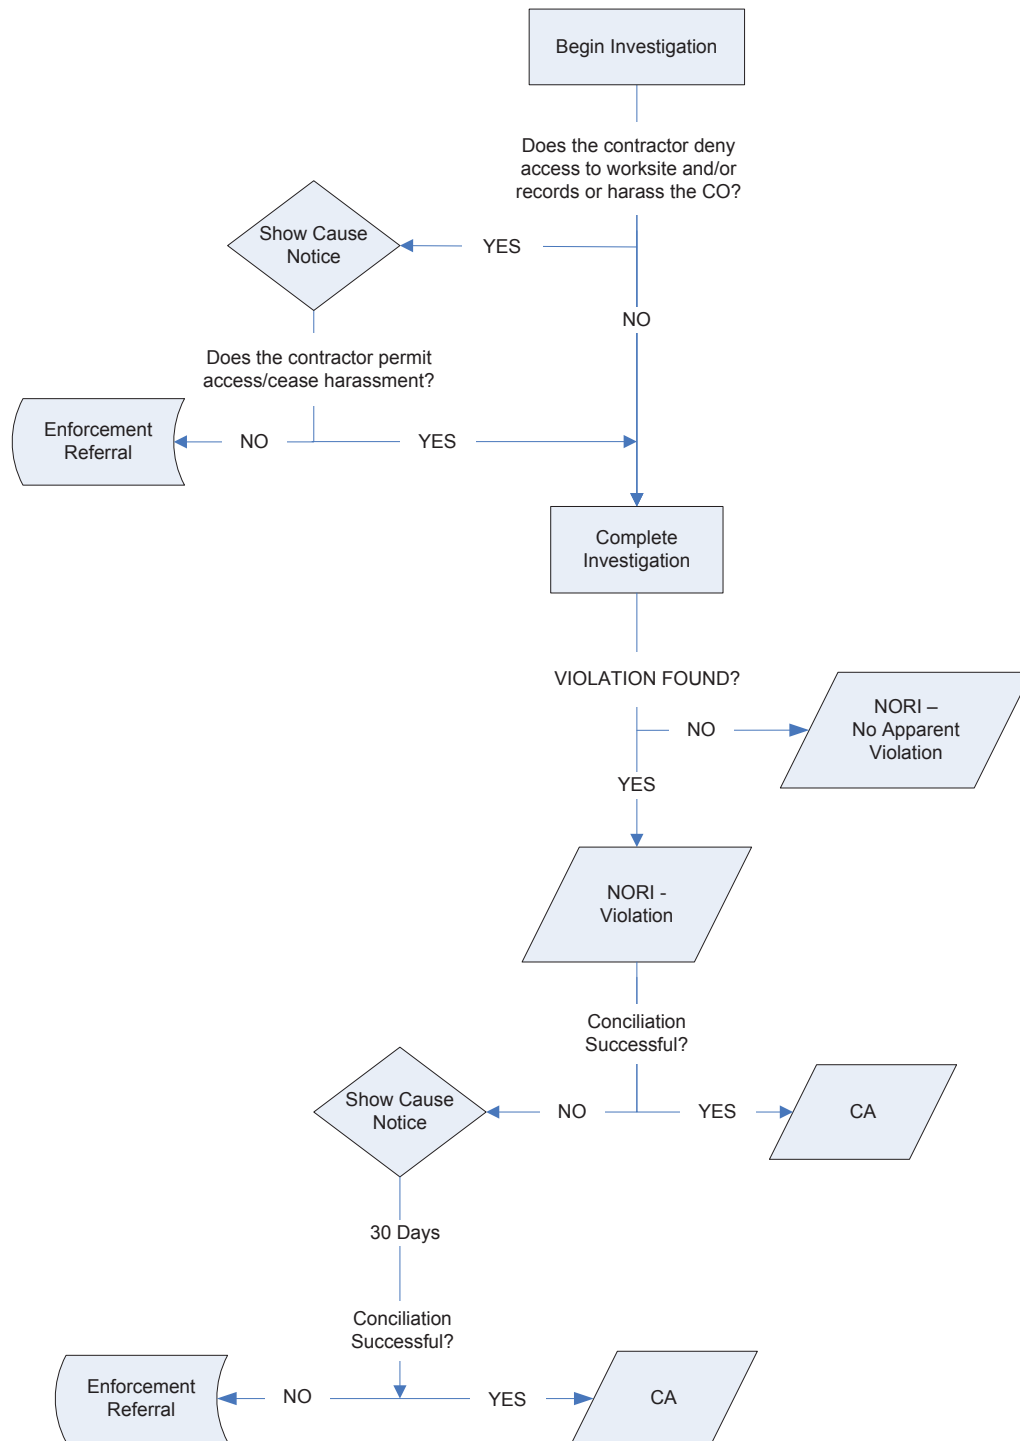 Begin Investigation
Does the contractor deny
access to worksite and/or
records or harass the CO?
Show Cause
Notice
YES
NO
Does the contractor permit
access/cease harassment?
Enforcement
Referral
NO
YES
Complete
Investigation
VIOLATION FOUND?
NORI –
No Apparent
Violation
NO
YES
NORI -
Violation
Conciliation
Successful?
Show Cause
Notice
NO
YES
CA
30 Days
Conciliation
Successful?
Enforcement
Referral
NO
YES
CA